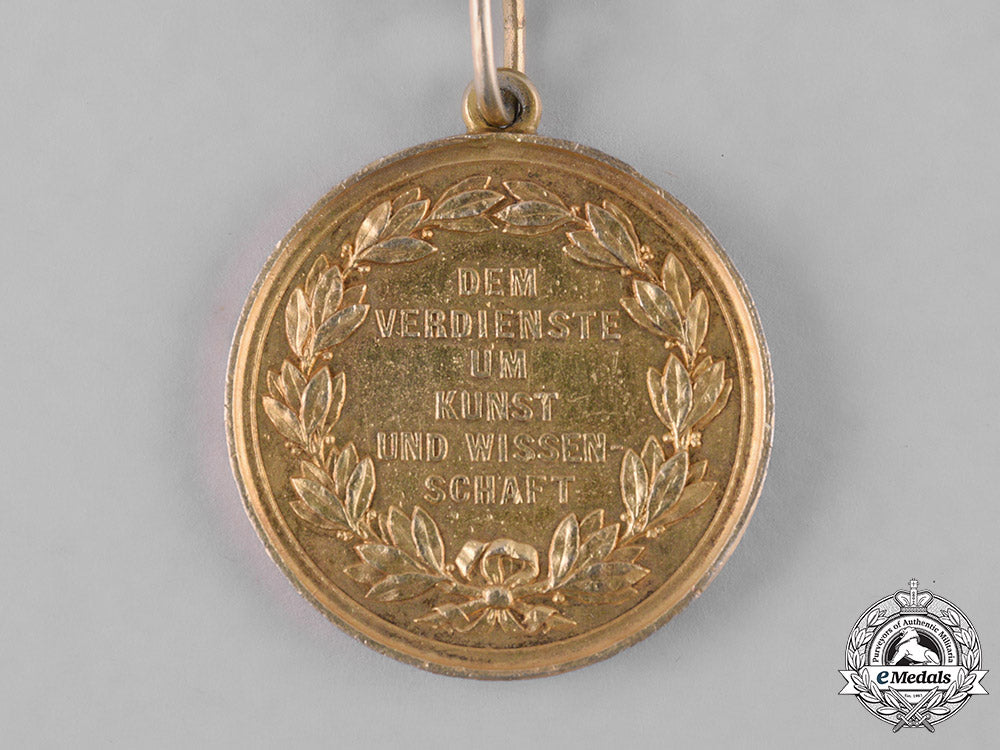 DEM
VERDIENSTE
UM
KUNST
UND WISSEN-
SCHAFT
Purveyors of Authentic Militaria
eMedals